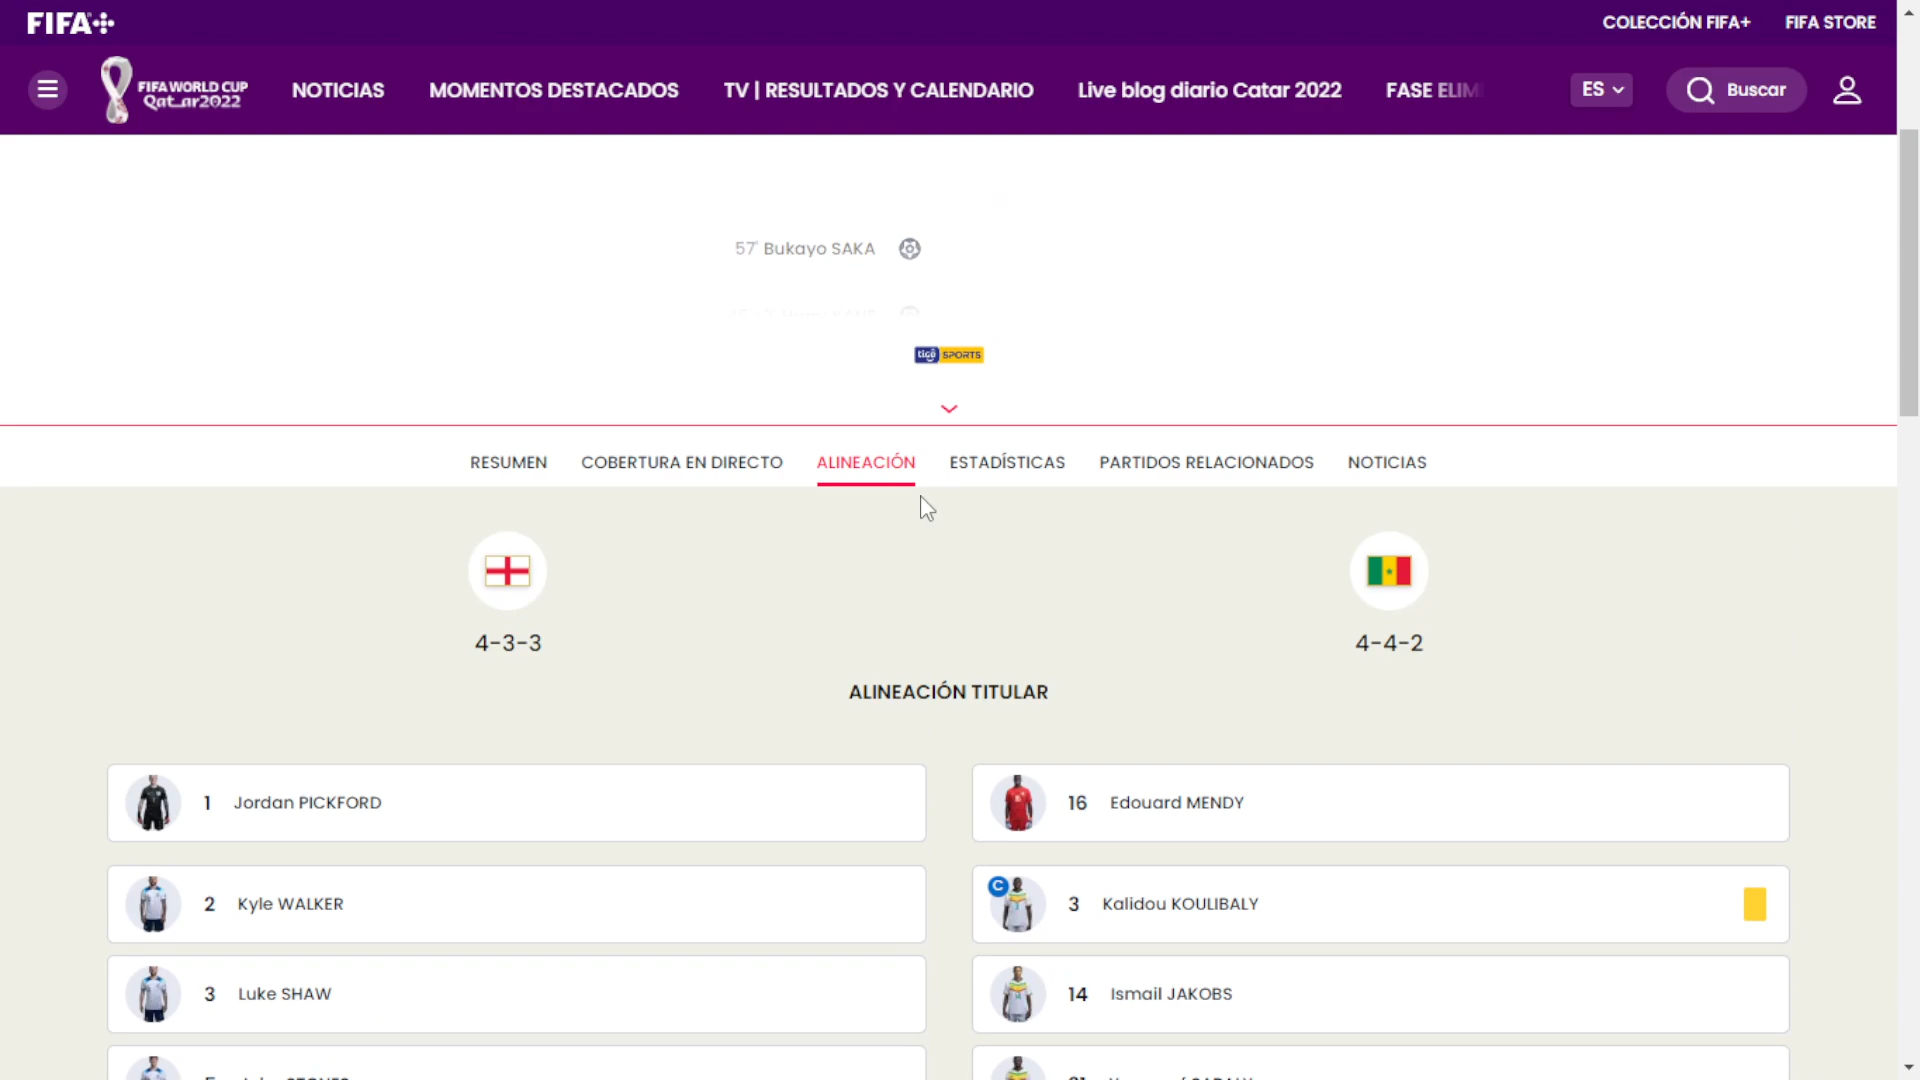 FIFA+
COLECCIÓN FIFA+ FIFA STORE
FIFA WORLD CUP
Qatar2022
NOTICIAS MOMENTOS DESTACADOS TV | RESULTADOS Y CALENDARIO Live blog diario Catar 2022 FASE ELIM ES Buscar
57' Bukayo SAKA
tigo SPORTS
RESUMEN COBERTURA EN DIRECTO ALINEACIÓN ESTADÍSTICAS PARTIDOS RELACIONADOS NOTICIAS
4-3-3 4-4-2
ALINEACIÓN TITULAR
1 Jordan PICKFORD
16 Edouard MENDY
2 Kyle WALKER
C 3 Kalidou KOULIBALY
3 Luke SHAW
14 Ismail JAKOBS